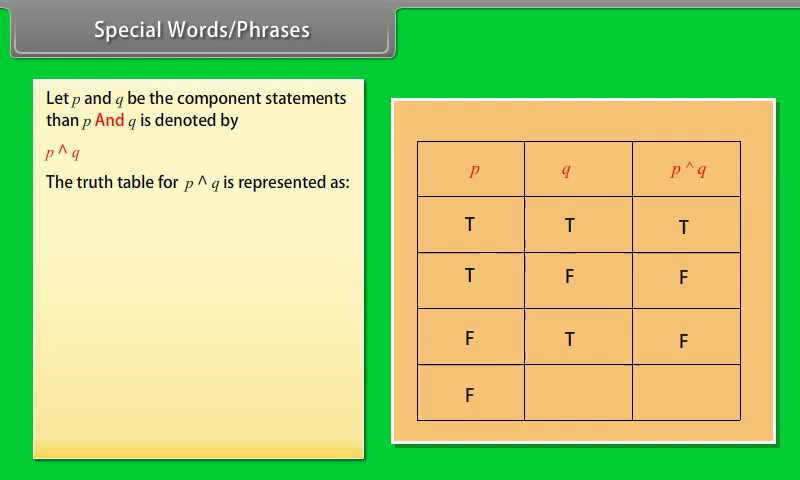 Special Words/Phrases
Let p and q be the component statements
than p And q is denoted by
p ^ q
The truth table for p ^ q is represented as:
p q p ^ q
T T T
T F F
F T F
F